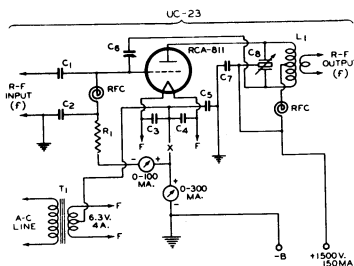 UC-23
C6
RCA-811
L1
C1
C8
R-F
INPUT
(F)
RFC
C7
R-F
OUTPUT
(F)
C2
C5
RFC
C3
C4
R1
F
X
F
-
+
0-100
MA.
T1
+
0-300
MA.
-
A-C
LINE
6.3V.
4A.
F
F
-B
+1500V.
150MA.